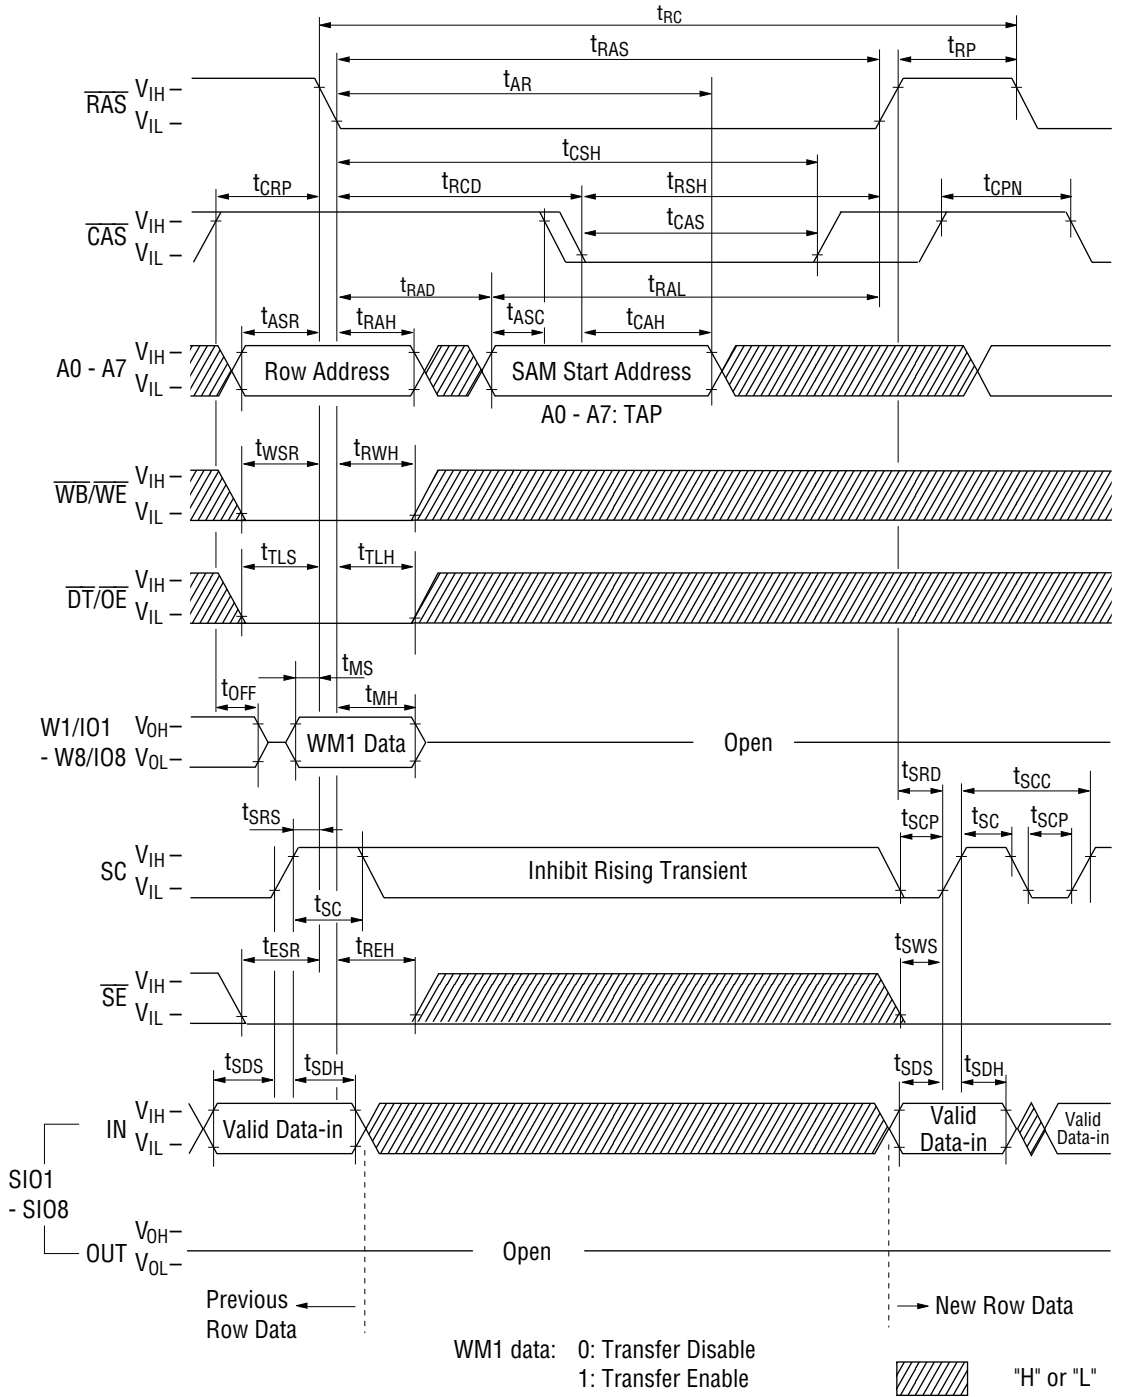 tRC
tRAS
tRP
tAR
RAS
VIH
VIL
tCSH
tCRP
tRCD
tRSH
tCPN
CAS
VIH
VIL
tCAS
tRAD
tRAL
tASR
tRAH
tASC
tCAH
A0 - A7
VIH
VIL
Row Address
SAM Start Address
A0 - A7: TAP
tWSR
tRWH
WB/WE
VIH
VIL
tTLS
tTLH
DT/OE
VIH
VIL
tMS
tOFF
tMH
W1/IO1
- W8/IO8
VOH
VOL
WM1 Data
Open
tSRD
tSCC
tSRS
tSCP
tSC
tSCP
SC
VIH
VIL
Inhibit Rising Transient
tSC
tESR
tREH
tSWS
SE
VIH
VIL
tSDS
tSDH
tSDS
tSDH
IN
VIH
VIL
Valid Data-in
Valid
Data-in
Valid
Data-in
SIO1
- SIO8
OUT
VOH
VOL
Open
Previous
Row Data
New Row Data
WM1 data: 0: Transfer Disable
1: Transfer Enable
"H" or "L"